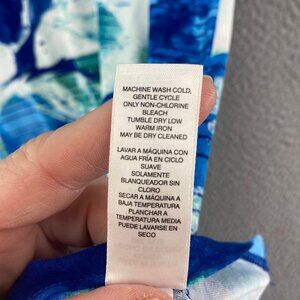 MACHINE WASH COLD,
GENTLE CYCLE
ONLY NON-CHLORINE
BLEACH
TUMBLE DRY LOW
WARM IRON
MAY BE DRY CLEANED
LAVAR A MÁQUINA CON
AGUA FRÍA EN CICLO
SUAVE
SOLAMENTE
BLANQUEADOR SIN
CLORO
SECAR A MÁQUINA A
BAJA TEMPERATURA
PLANCHAR A
TEMPERATURA MEDIA
PUEDE LAVARSE EN
SECO